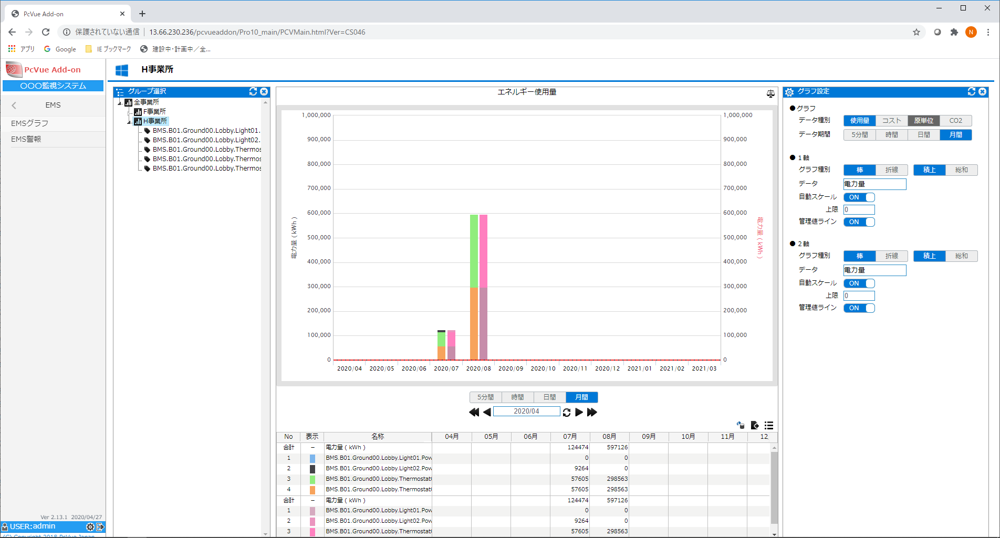 PcVue Add-on
保護されていない通信 | 13.66.230.236/pcvueaddon/Pro10_main/PCVMain.html?Ver=CS046
N
アプリ Google IE ブックマーク 建設中･計画中／全...
PcVue Add-on
〇〇〇監視システム
EMS
EMSグラフ
EMS警報
Ver 2.13.1 2020/04/27
USER:admin
(C) Copyright 2018 PcVue Japan
H事業所
グループ選択
全事業所
F事業所
H事業所
BMS.B01.Ground00.Lobby.Light01.
BMS.B01.Ground00.Lobby.Light02.
BMS.B01.Ground00.Lobby.Thermos
BMS.B01.Ground00.Lobby.Thermos
BMS.B01.Ground00.Lobby.Thermos
エネルギー使用量
1,000,000 1,000,000
900,000 900,000
800,000 800,000
700,000 700,000
600,000 600,000
500,000 500,000
400,000 400,000
300,000 300,000
200,000 200,000
100,000 100,000
0 0
電力量 ( kWh )
電力量 ( kWh )
2020/04 2020/05 2020/06 2020/07 2020/08 2020/09 2020/10 2020/11 2020/12 2021/01 2021/02 2021/03
5分間 時間 日間 月間
2020/04
No 表示 名称 04月 05月 06月 07月 08月 09月 10月 11月 12
合計 － 電力量 ( kWh ) 124474 597126
1 BMS.B01.Ground00.Lobby.Light01.Pow 0 0
2 BMS.B01.Ground00.Lobby.Light02.Pow 9264 0
3 BMS.B01.Ground00.Lobby.Thermostat 57605 298563
4 BMS.B01.Ground00.Lobby.Thermostat 57605 298563
合計 － 電力量 ( kWh ) 124474 597126
1 BMS.B01.Ground00.Lobby.Light01.Pow 0 0
2 BMS.B01.Ground00.Lobby.Light02.Pow 9264 0
3 BMS.B01.Ground00.Lobby.Thermostat 57605 298563
グラフ設定
● グラフ
データ種別 使用量 コスト 原単位 CO2
データ期間 5分間 時間 日間 月間
● 1 軸
グラフ種別 棒 折線 積上 総和
データ 電力量
自動スケール ON
上限 0
管理値ライン ON
● 2 軸
グラフ種別 棒 折線 積上 総和
データ 電力量
自動スケール ON
上限 0
管理値ライン ON